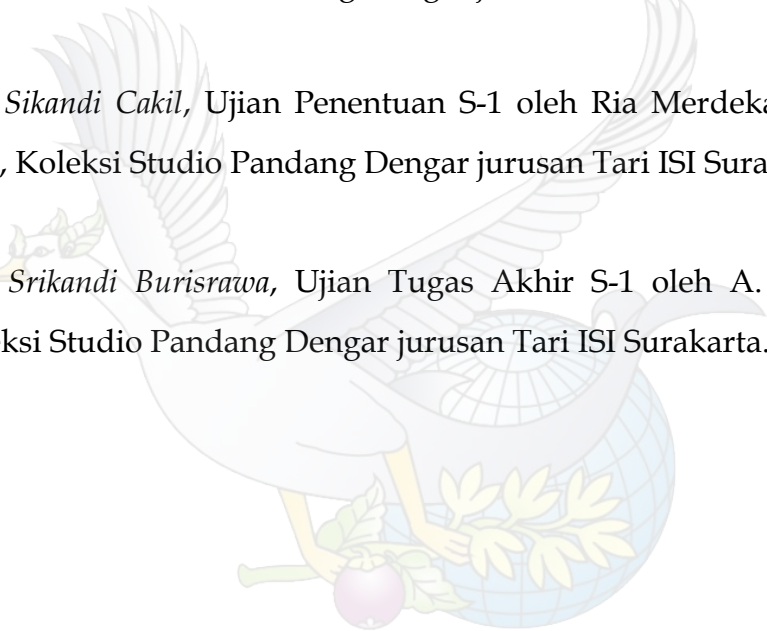 Sikandi Cakil, Ujian Penentuan S-1 oleh Ria Merdeka
, Koleksi Studio Pandang Dengar jurusan Tari ISI Sura
Srikandi Burisrawa, Ujian Tugas Akhir S-1 oleh A.
ksi Studio Pandang Dengar jurusan Tari ISI Surakarta.